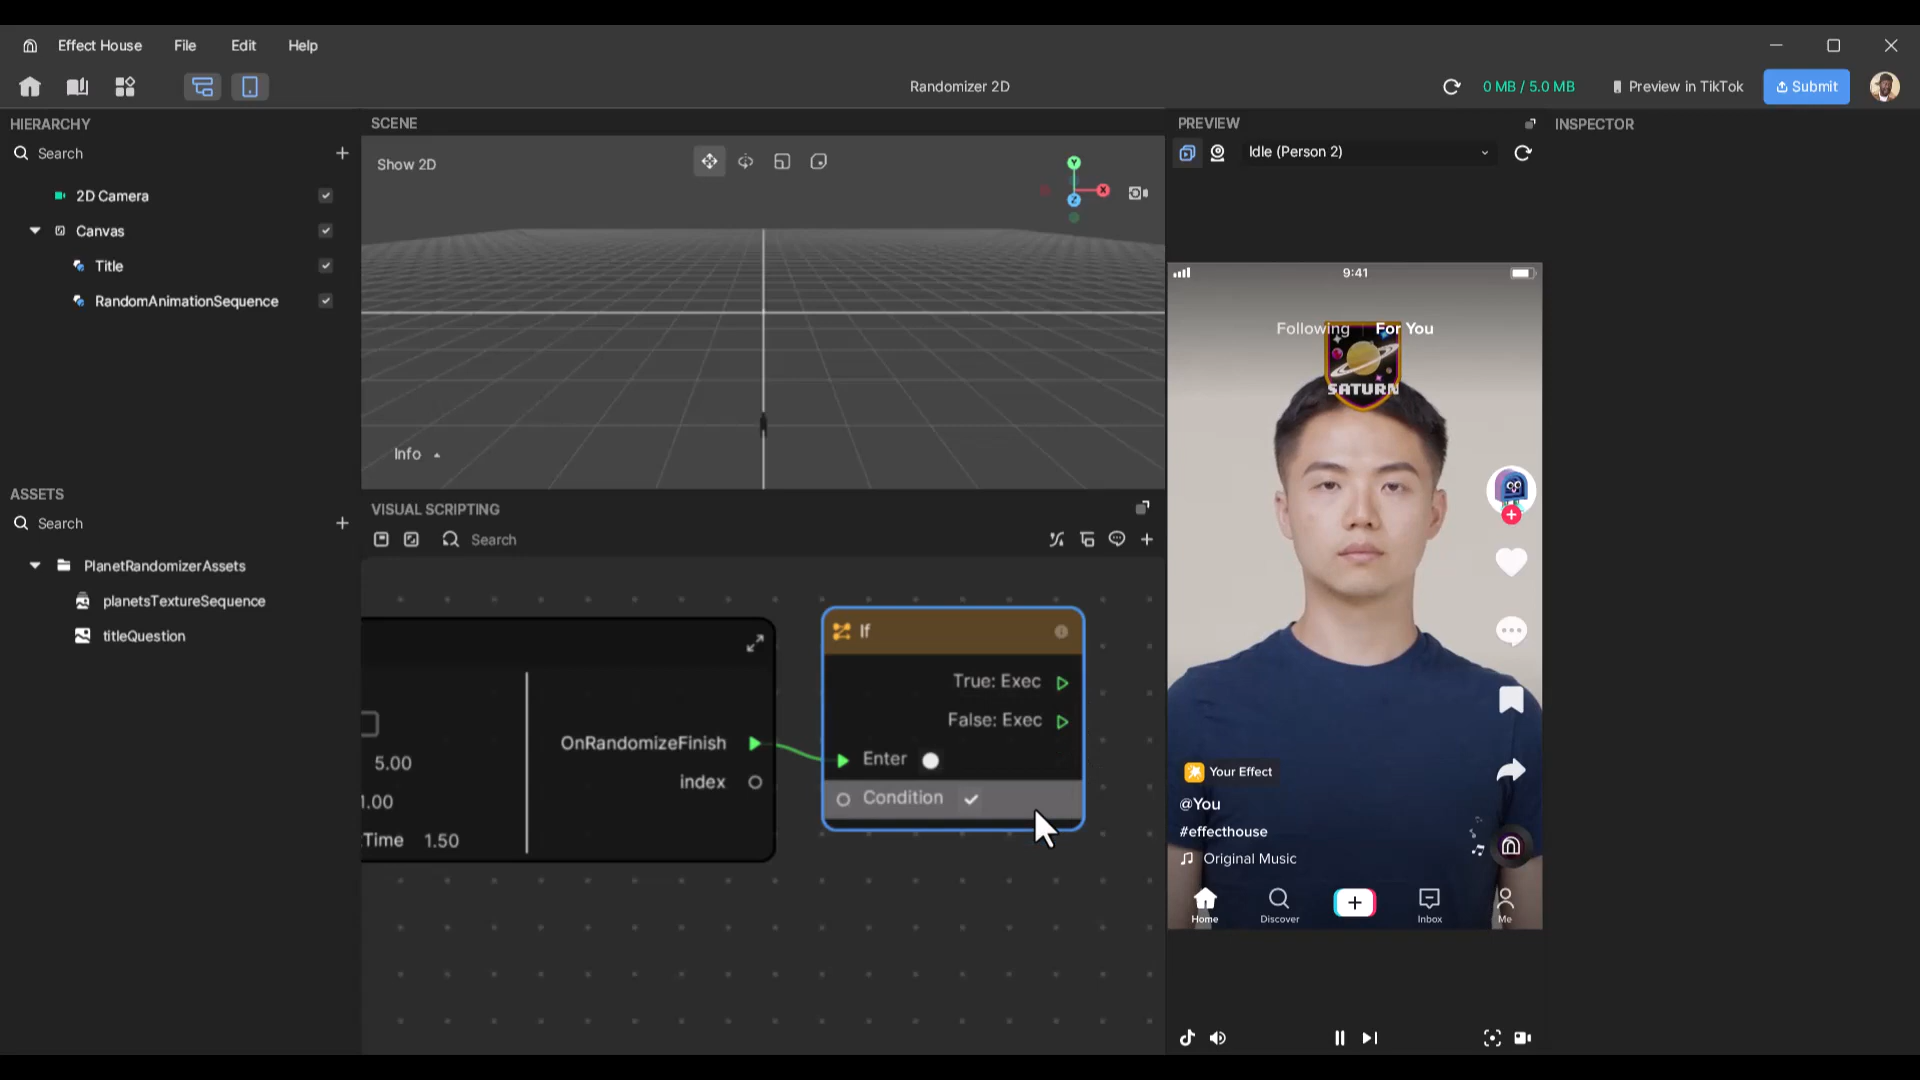 Effect House File Edit Help
Randomizer 2D
0 MB / 5.0 MB
Preview in TikTok
Submit
HIERARCHY
Search
2D Camera
Canvas
Title
RandomAnimationSequence
ASSETS
Search
PlanetRandomizerAssets
planetsTextureSequence
titleQuestion
SCENE
Show 2D
Y
X
Z
Info
VISUAL SCRIPTING
Search
5.00
1.00
Time 1.50
OnRandomizeFinish
index
If
True: Exec
False: Exec
Enter
Condition
PREVIEW
Idle (Person 2)
9:41
Following For You
SATURN
Your Effect
@You
#effecthouse
Original Music
Home Discover Inbox Me
INSPECTOR